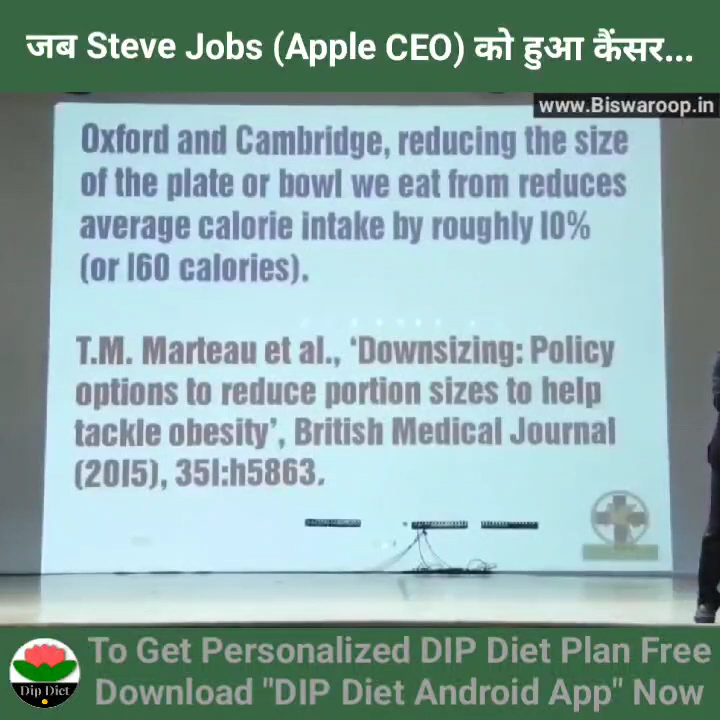 जब Steve Jobs (Apple CEO) को हुआ कैंसर...
www.Biswaroop.in
Oxford and Cambridge, reducing the size
of the plate or bowl we eat from reduces
average calorie intake by roughly 10%
(or 160 calories).
T.M. Marteau et al., ‘Downsizing: Policy
options to reduce portion sizes to help
tackle obesity’, British Medical Journal
(2015), 351:h5863.
To Get Personalized DIP Diet Plan Free
Download "DIP Diet Android App" Now
Dip Diet